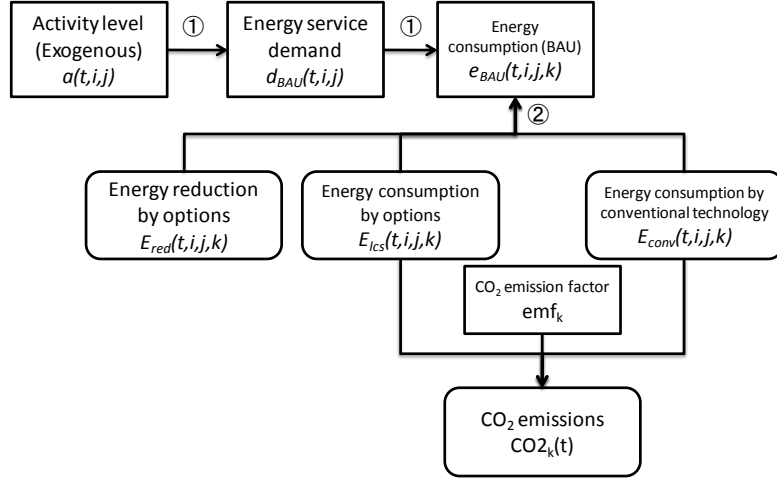 Activity level
(Exogenous)
a(t,i,j)
①
Energy service
demand
d_BAU(t,i,j)
①
Energy
consumption (BAU)
e_BAU(t,i,j,k)
②
Energy reduction
by options
E_red(t,i,j,k)
Energy consumption
by options
E_lcs(t,i,j,k)
Energy consumption by
conventional technology
E_conv(t,i,j,k)
CO₂ emission factor
emf_k
CO₂ emissions
CO2_k(t)